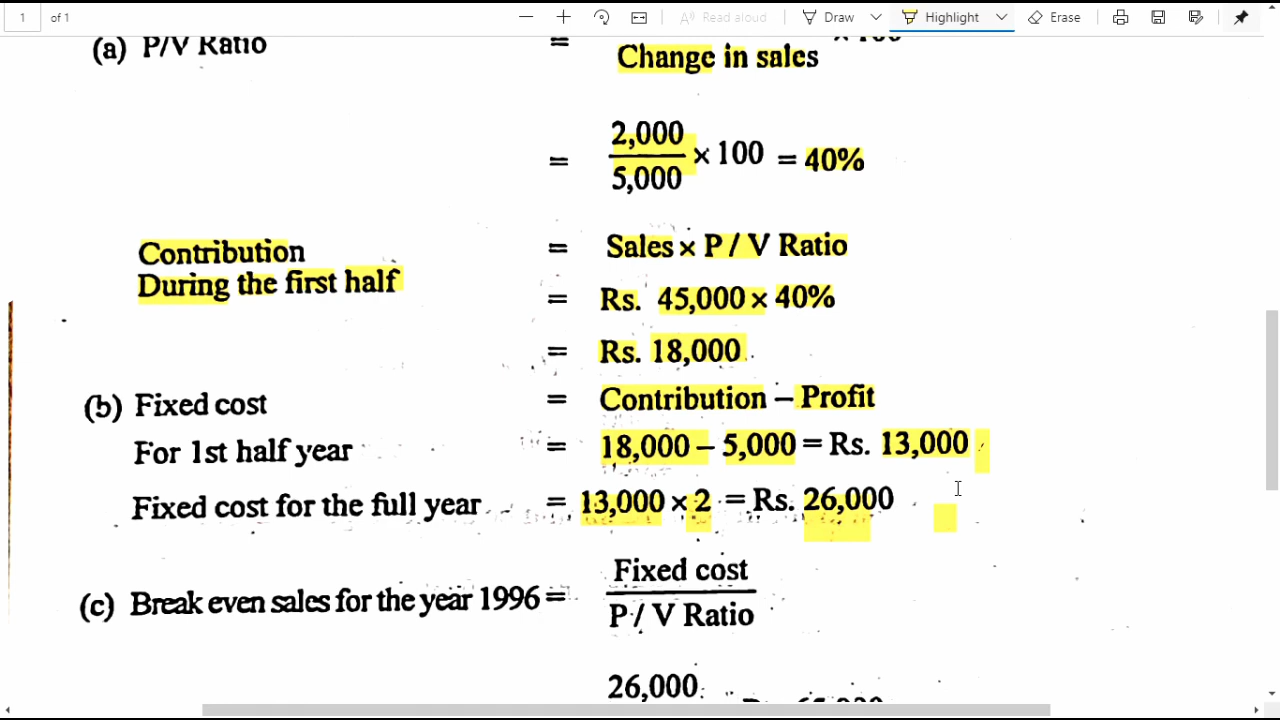 1 of 1 Read aloud Draw Highlight Erase
(a) P/V Ratio =
Change in sales × 100
= 2,000
5,000 × 100 = 40%
Contribution = Sales × P / V Ratio
During the first half
= Rs. 45,000 × 40%
= Rs. 18,000
(b) Fixed cost = Contribution – Profit
For 1st half year = 18,000 – 5,000 = Rs. 13,000
Fixed cost for the full year = 13,000 × 2 = Rs. 26,000
(c) Break even sales for the year 1996 = Fixed cost
P / V Ratio
26,000